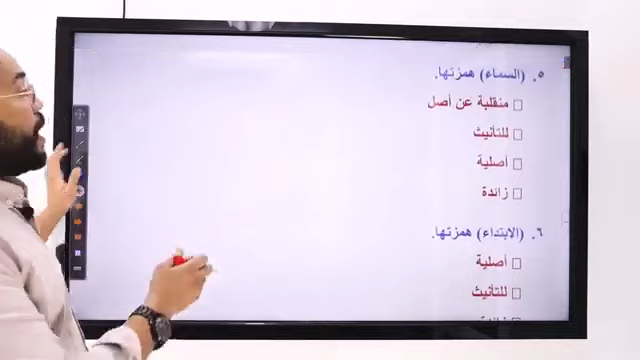 ٥. (السماء) همزتها.
□ منقلبة عن أصل
□ للتأنيث
□ أصلية
□ زائدة
٦. (الابتداء) همزتها.
□ أصلية
□ للتأنيث